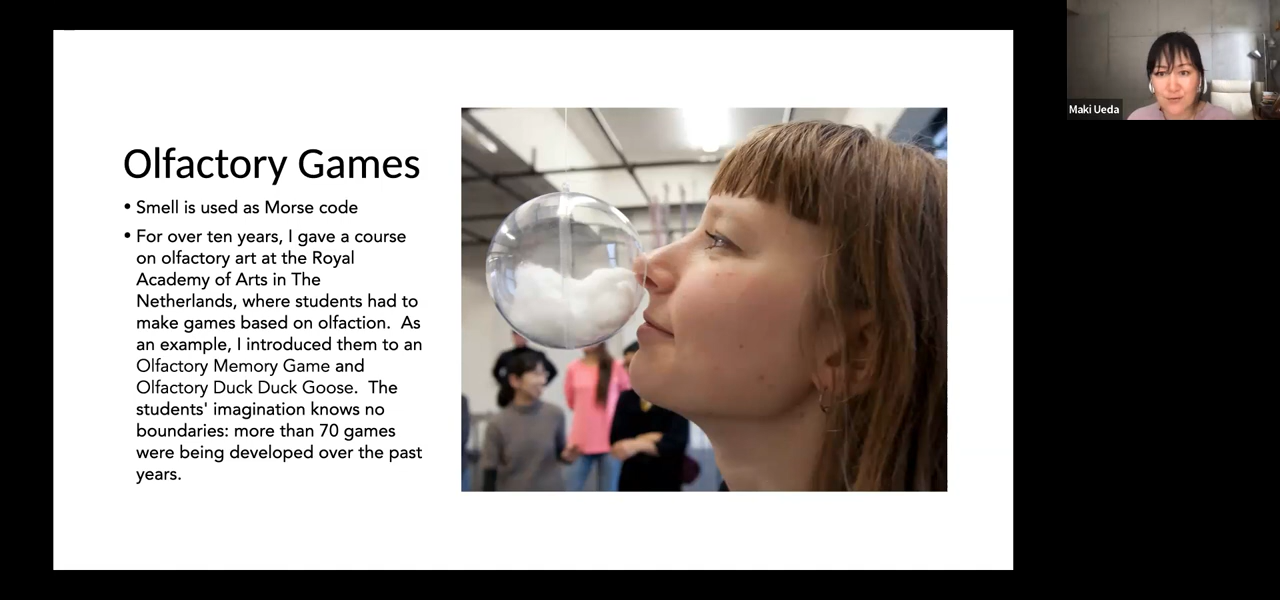 Olfactory Games
• Smell is used as Morse code
• For over ten years, I gave a course
on olfactory art at the Royal
Academy of Arts in The
Netherlands, where students had to
make games based on olfaction.  As
an example, I introduced them to an
Olfactory Memory Game and
Olfactory Duck Duck Goose.  The
students' imagination knows no
boundaries: more than 70 games
were being developed over the past
years.
Maki Ueda